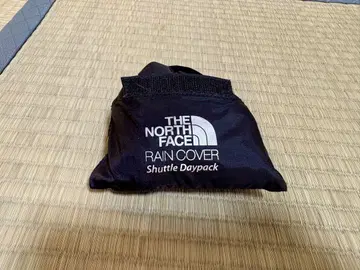 THE
NORTH
FACE
RAIN COVER
Shuttle Daypack